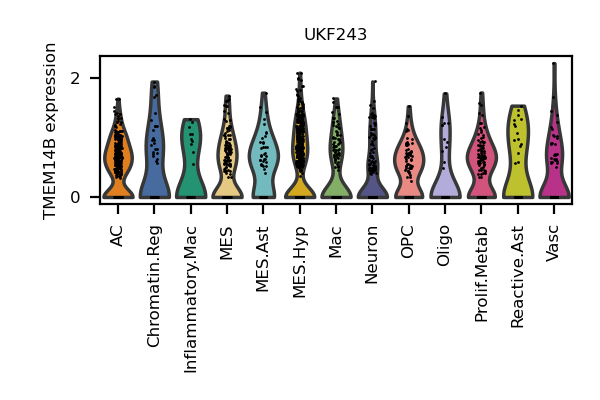 UKF243
TMEM14B expression
2
0
AC
Chromatin.Reg
Inflammatory.Mac
MES
MES.Ast
MES.Hyp
Mac
Neuron
OPC
Oligo
Prolif.Metab
Reactive.Ast
Vasc